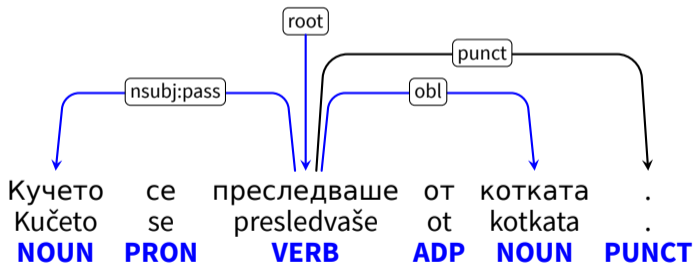 root
punct
nsubj:pass obl
Кучето се преследваше от котката .
Kučeto se presledvaše ot kotkata .
NOUN PRON VERB ADP NOUN PUNCT